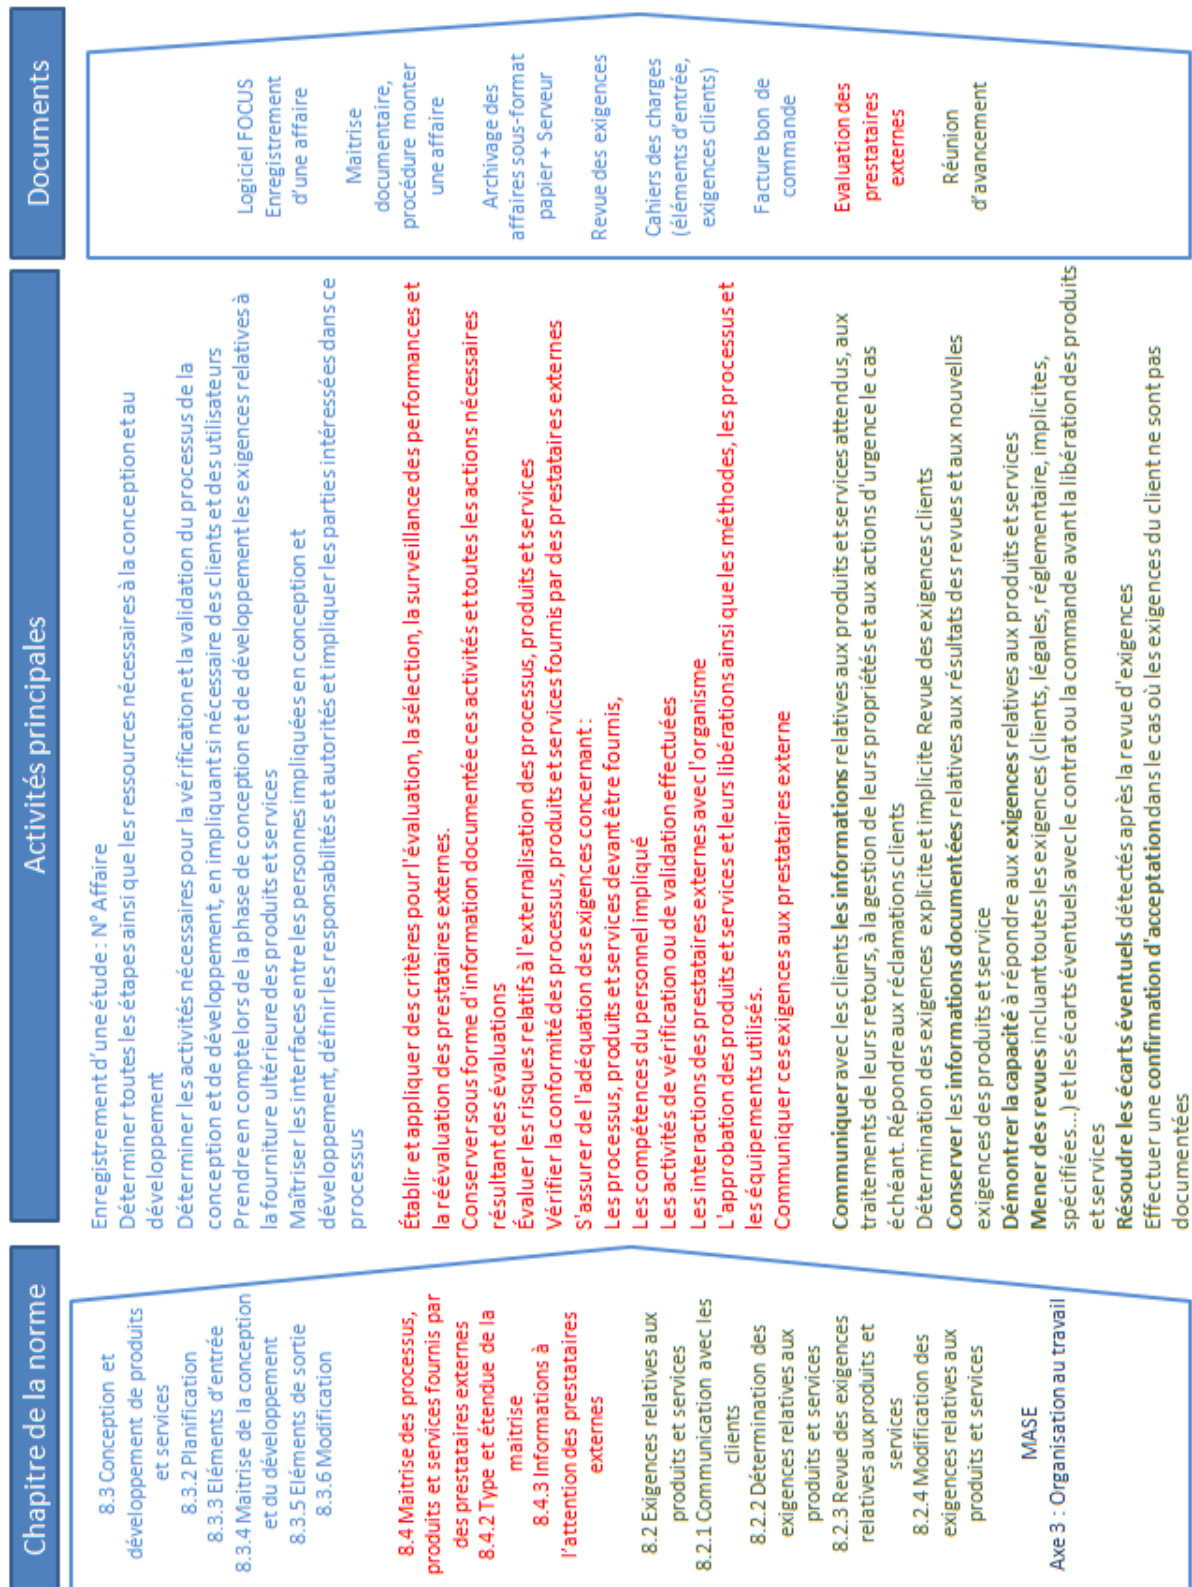 Chapitre de la norme
8.3 Conception et
développement de produits
et services
8.3.2 Planification
8.3.3 Eléments d'entrée
8.3.4 Maitrise de la conception
et du développement
8.3.5 Eléments de sortie
8.3.6 Modification
8.4 Maitrise des processus,
produits et services fournis par
des prestataires externes
8.4.2 Type et étendue de la
maitrise
8.4.3 Informations à
l'attention des prestataires
externes
8.2 Exigences relatives aux
produits et services
8.2.1 Communication avec les
clients
8.2.2 Détermination des
exigences relatives aux
produits et services
8.2.3 Revue des exigences
relatives aux produits et
services
8.2.4 Modification des
exigences relatives aux
produits et services
MASE
Axe 3 : Organisation au travail
Activités principales
Enregistrement d'une étude : N° Affaire
Déterminer toutes les étapes ainsi que les ressources nécessaires à la conception et au
développement
Déterminer les activités nécessaires pour la vérification et la validation du processus de la
conception et de développement, en impliquant si nécessaire des clients et des utilisateurs
Prendre en compte lors de la phase de conception et de développement les exigences relatives à
la fourniture ultérieure des produits et services
Maîtriser les interfaces entre les personnes impliquées en conception et
développement, définir les responsabilités et autorités et impliquer les parties intéressées dans ce
processus
Établir et appliquer des critères pour l'évaluation, la sélection, la surveillance des performances et
la réévaluation des prestataires externes.
Conserver sous forme d'information documentée ces activités et toutes les actions nécessaires
résultant des évaluations
Évaluer les risques relatifs à l'externalisation des processus, produits et services
Vérifier la conformité des processus, produits et services fournis par des prestataires externes
S'assurer de l'adéquation des exigences concernant :
Les processus, produits et services devant être fournis,
Les compétences du personnel impliqué
Les activités de vérification ou de validation effectuées
Les interactions des prestataires externes avec l'organisme
L'approbation des produits et services et leurs libérations ainsi que les méthodes, les processus et
les équipements utilisés.
Communiquer ces exigences aux prestataires externe
Communiquer avec les clients les informations relatives aux produits et services attendus, aux
traitements de leurs retours, à la gestion de leurs propriétés et aux actions d'urgence le cas
échéant. Répondre aux réclamations clients
Détermination des exigences explicite et implicite Revue des exigences clients
Conserver les informations documentées relatives aux résultats des revues et aux nouvelles
exigences des produits et service
Démontrer la capacité à répondre aux exigences relatives aux produits et services
Mener des revues incluant toutes les exigences (clients, légales, réglementaire, implicites,
spécifiées...) et les écarts éventuels avec le contrat ou la commande avant la libération des produits
et services
Résoudre les écarts éventuels détectés après la revue d'exigences
Effectuer une confirmation d'acceptation dans le cas où les exigences du client ne sont pas
documentées
Documents
Logiciel FOCUS
Enregistrement
d'une affaire
Maitrise
documentaire,
procédure monter
une affaire
Archivage des
affaires sous-format
papier + Serveur
Revue des exigences
Cahiers des charges
(éléments d'entrée,
exigences clients)
Facture bon de
commande
Evaluation des
prestataires
externes
Réunion
d'avancement